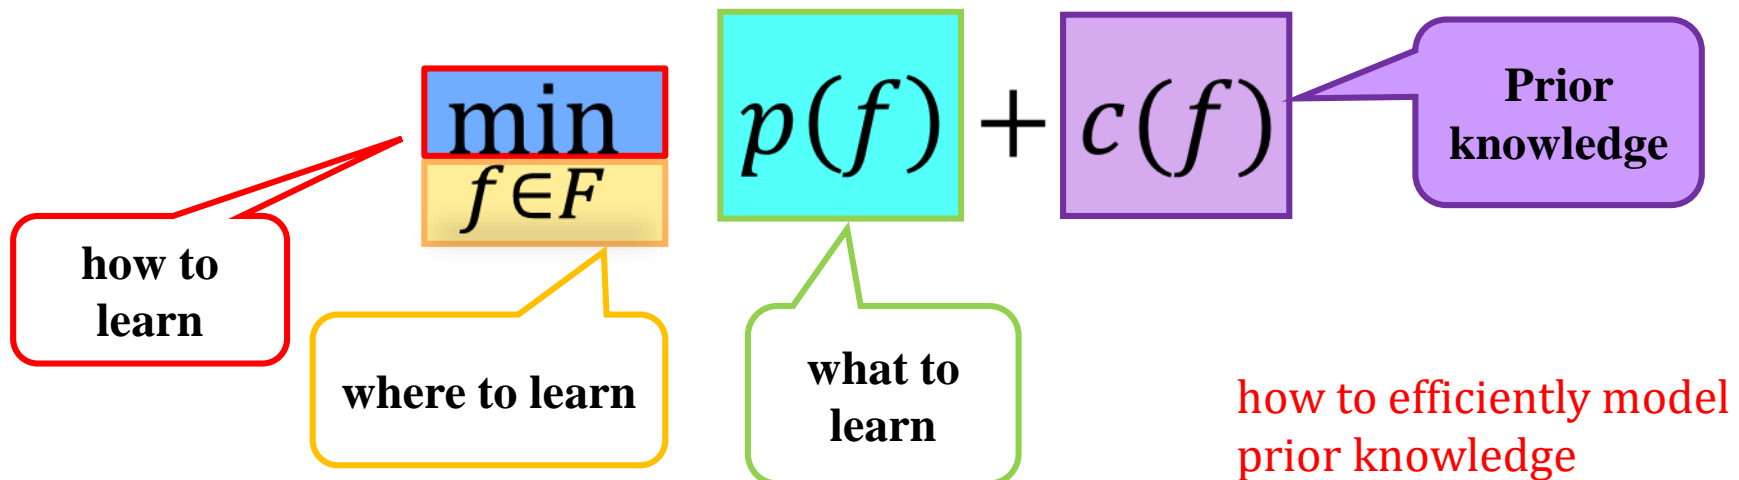 min
f∈F
p(f) + c(f)
Prior
knowledge
how to
learn
where to learn
what to
learn
how to efficiently model
prior knowledge